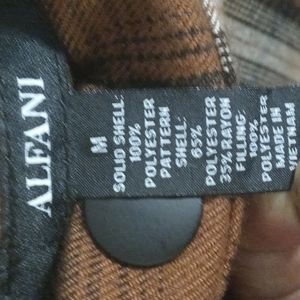 ALFANI
M
SOLID SHELL:
100%
POLYESTER
PATTERN
SHELL:
65%
POLYESTER
35% RAYON
FILLING:
100%
POLYESTER
MADE IN
VIETNAM